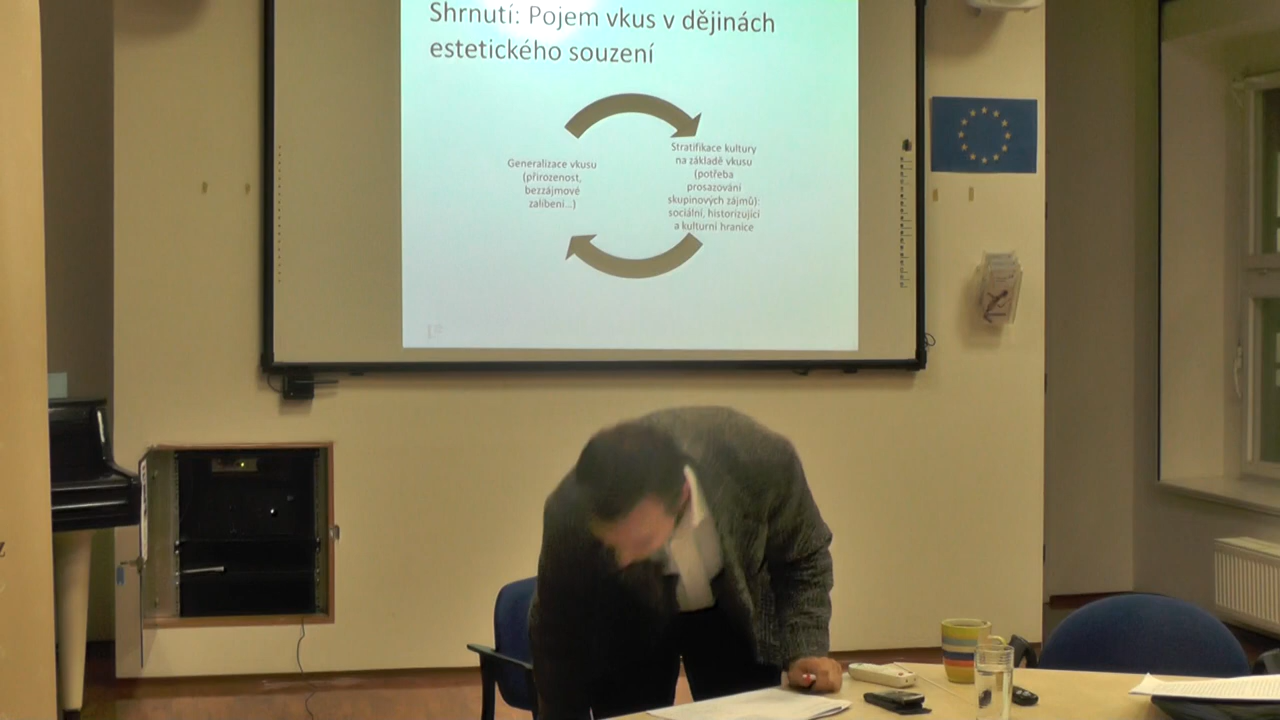 Shrnutí: Pojem vkus v dějinách
estetického souzení
Generalizace vkusu
(přirozenost,
bezzájmové
zalíbení...)
Stratifikace kultury
na základě vkusu
(potřeba
prosazování
skupinových zájmů):
sociální, historizující
a kulturní hranice